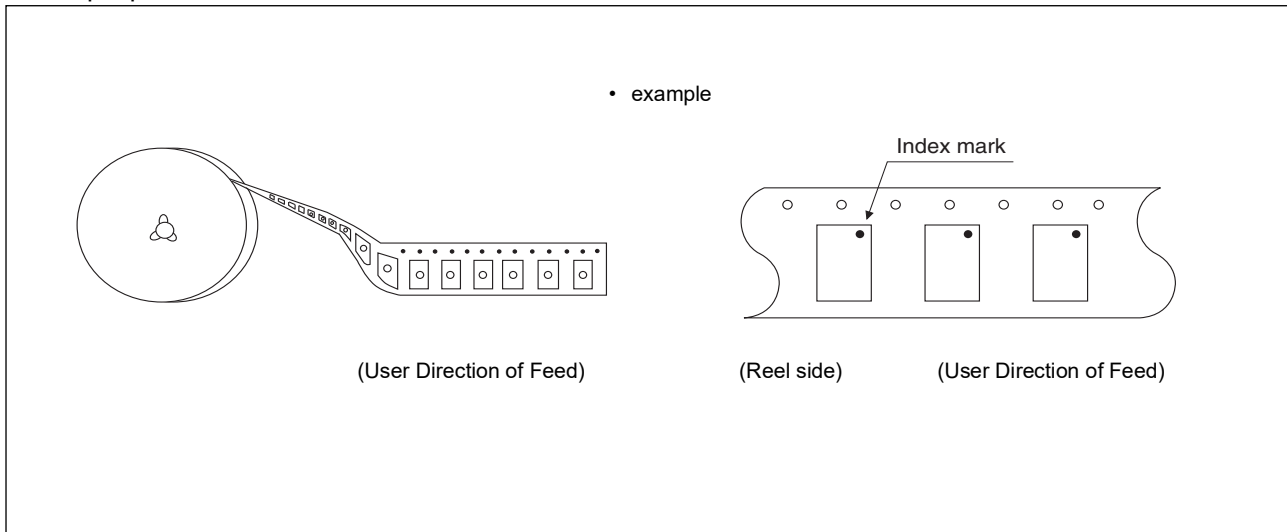 • example
Index mark
(User Direction of Feed)
(Reel side)
(User Direction of Feed)